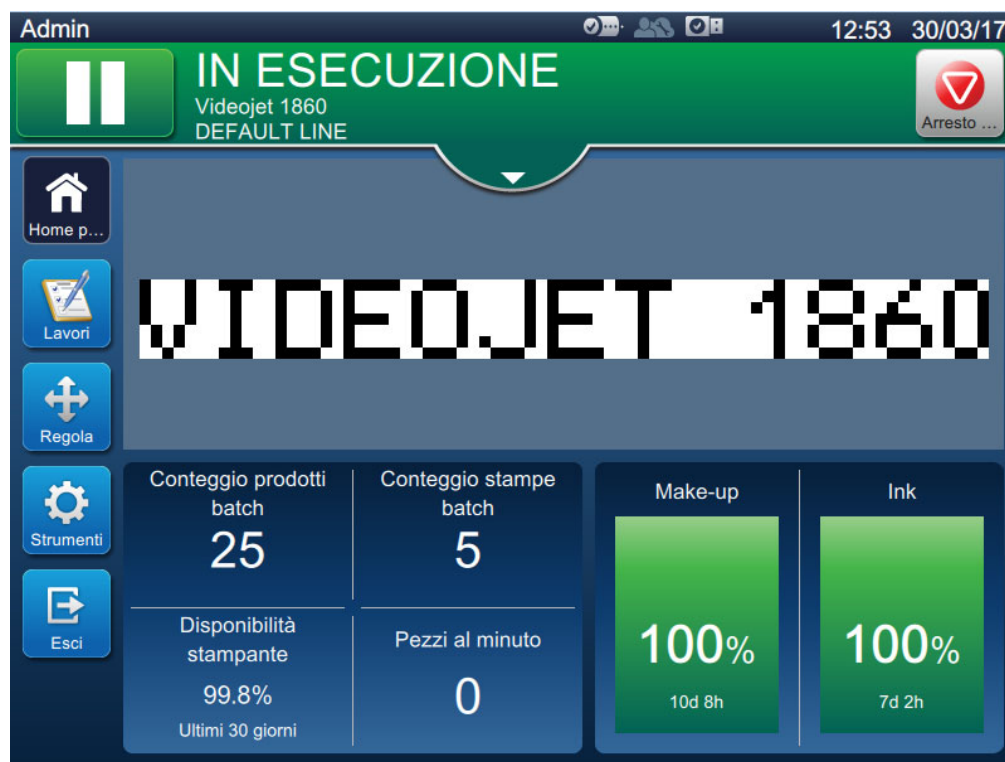 Admin
12:53 30/03/17
IN ESECUZIONE
Videojet 1860
DEFAULT LINE
Arresto ...
Home p...
Lavori
Regola
Strumenti
Esci
VIDEOJET 1860
Conteggio prodotti
batch
25
Conteggio stampe
batch
5
Disponibilità
stampante
99.8%
Ultimi 30 giorni
Pezzi al minuto
0
Make-up
100%
10d 8h
Ink
100%
7d 2h